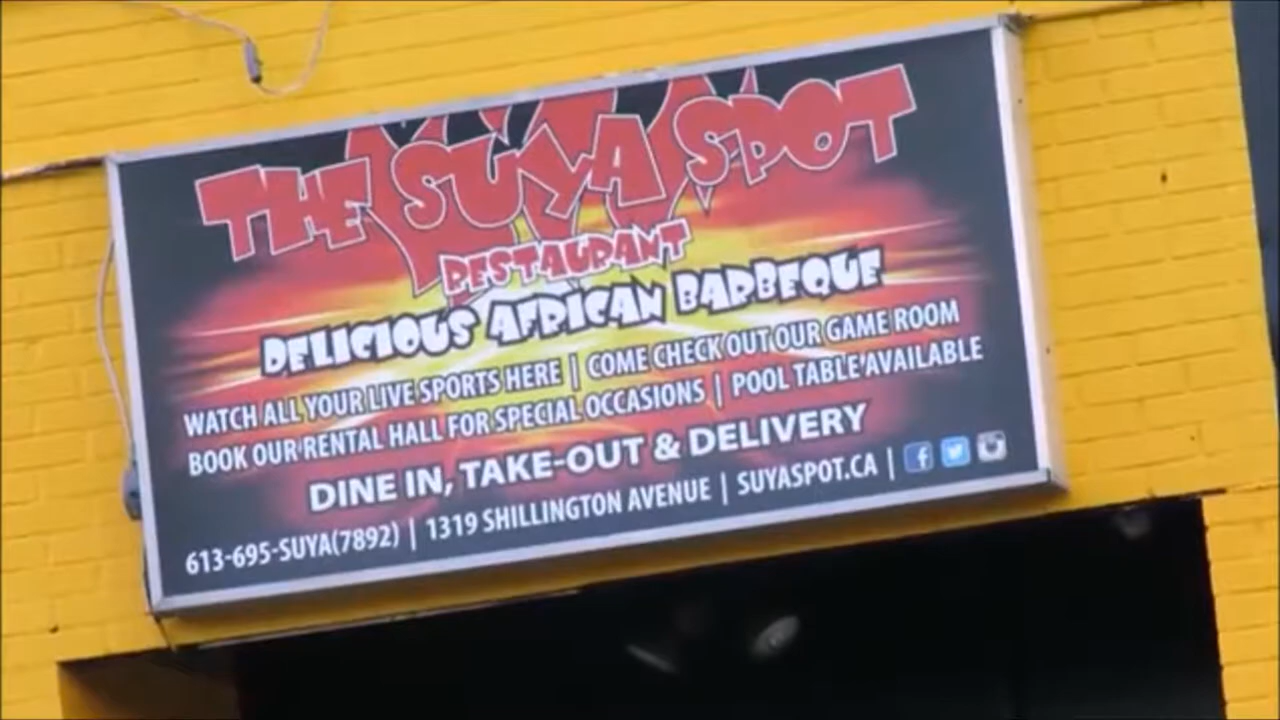 THE SUYA SPOT
RESTAURANT
DELICIOUS AFRICAN BARBEQUE
WATCH ALL YOUR LIVE SPORTS HERE | COME CHECK OUT OUR GAME ROOM
BOOK OUR RENTAL HALL FOR SPECIAL OCCASIONS | POOL TABLE AVAILABLE
DINE IN, TAKE-OUT & DELIVERY
613-695-SUYA(7892) | 1319 SHILLINGTON AVENUE | SUYASPOT.CA |